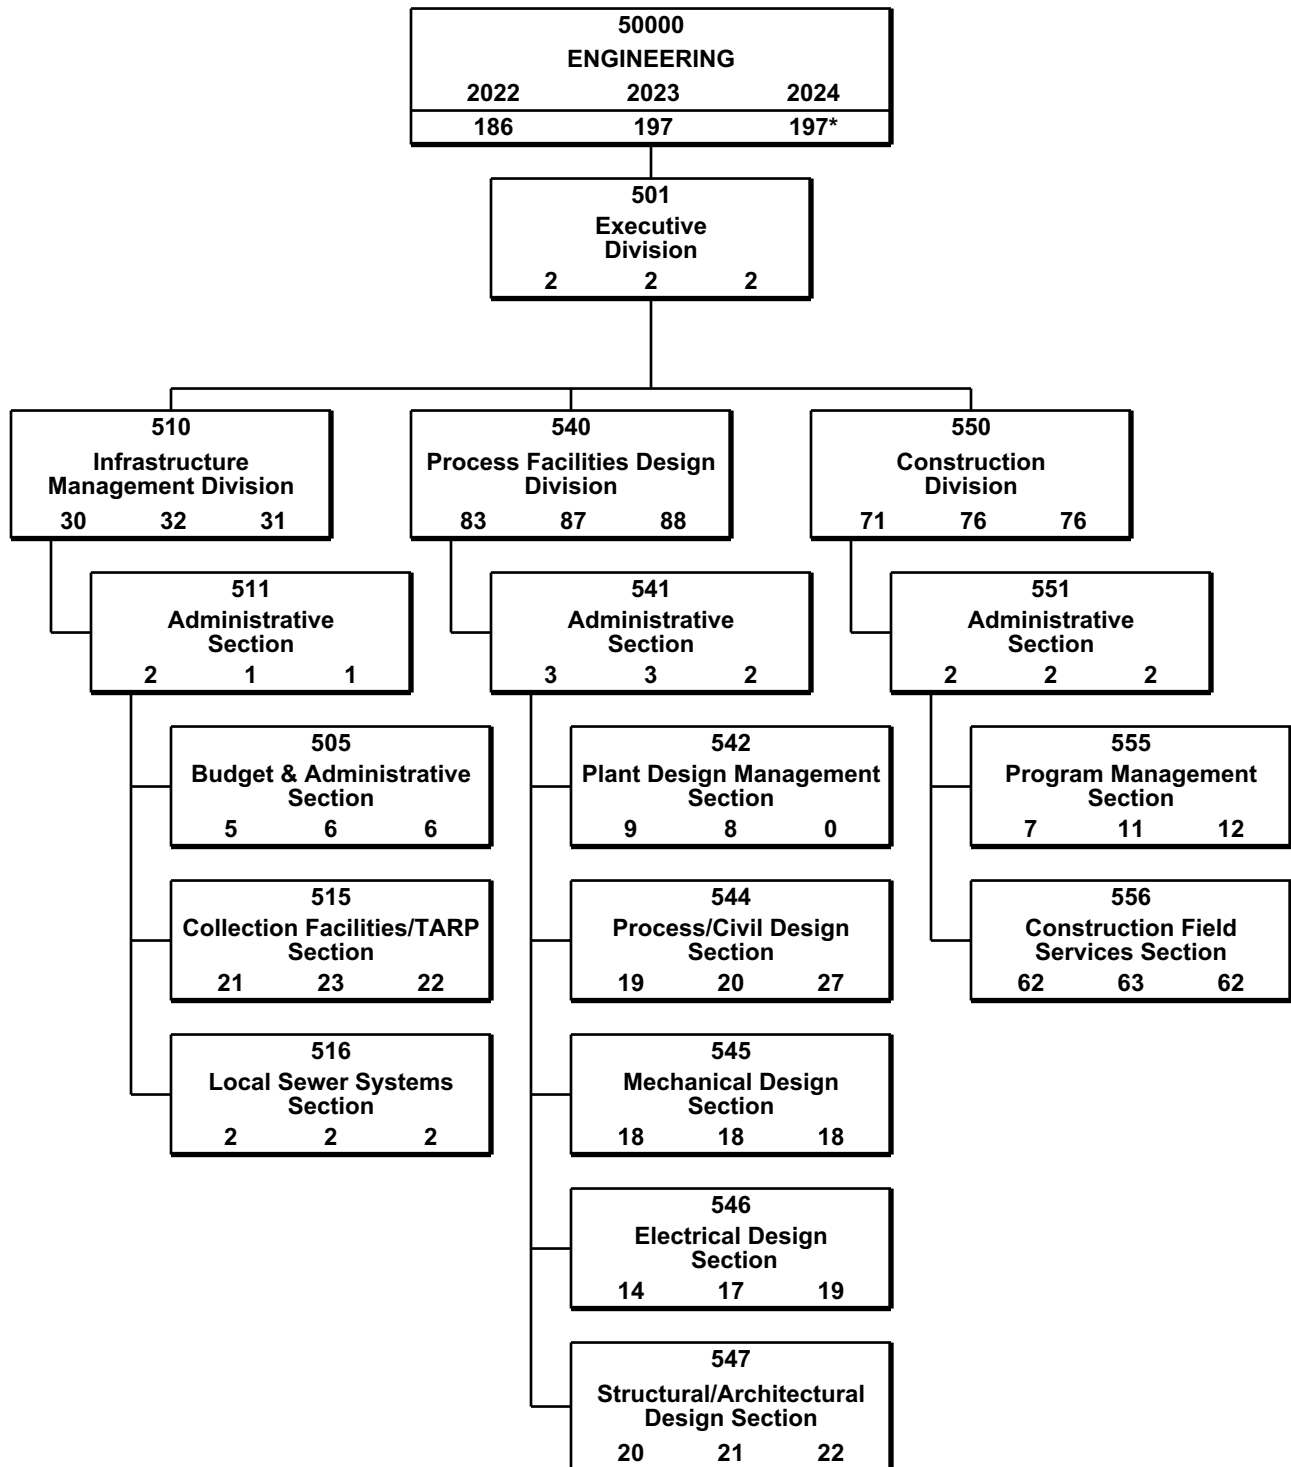 50000
ENGINEERING
2022 2023 2024
186 197 197*
501
Executive
Division
2 2 2
510
Infrastructure
Management Division
30 32 31
540
Process Facilities Design
Division
83 87 88
550
Construction
Division
71 76 76
511
Administrative
Section
2 1 1
541
Administrative
Section
3 3 2
551
Administrative
Section
2 2 2
505
Budget & Administrative
Section
5 6 6
542
Plant Design Management
Section
9 8 0
555
Program Management
Section
7 11 12
515
Collection Facilities/TARP
Section
21 23 22
544
Process/Civil Design
Section
19 20 27
556
Construction Field
Services Section
62 63 62
516
Local Sewer Systems
Section
2 2 2
545
Mechanical Design
Section
18 18 18
546
Electrical Design
Section
14 17 19
547
Structural/Architectural
Design Section
20 21 22